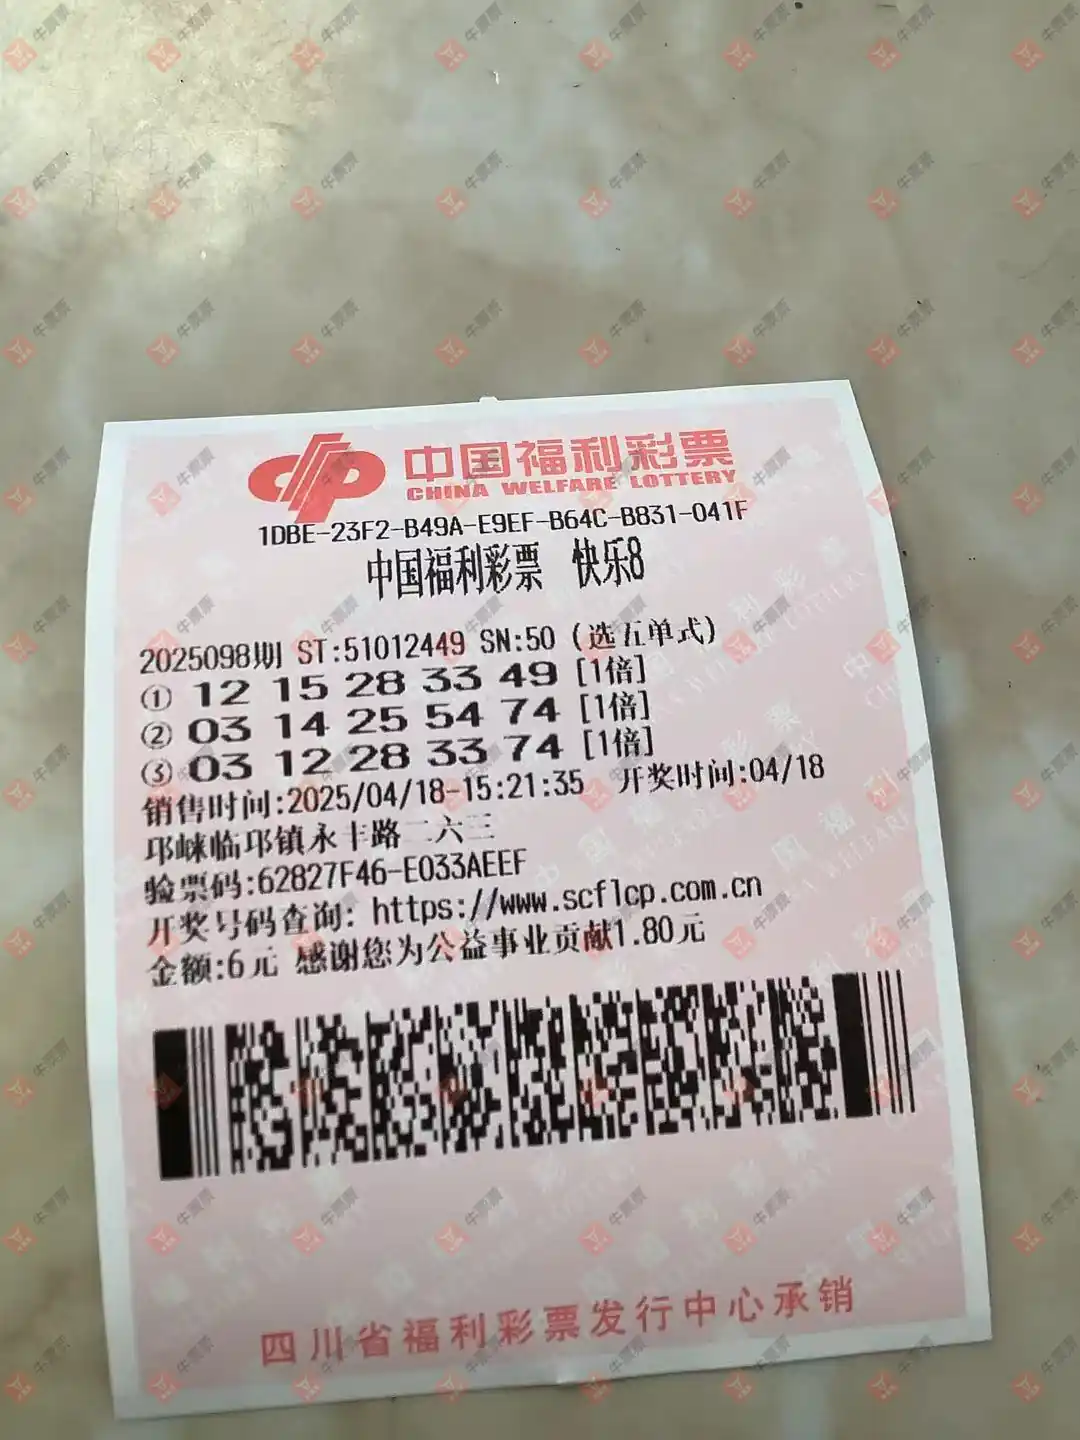 中国福利彩票
CHINA WELFARE LOTTERY
1DBE-23F2-B49A-E9EF-B64C-B831-041F
中国福利彩票 快乐8
2025098期 ST:51012449 SN:50 (选五单式)
① 12 15 28 33 49 [1倍]
② 03 14 25 54 74 [1倍]
③ 03 12 28 33 74 [1倍]
销售时间:2025/04/18-15:21:35 开奖时间:04/18
邛崃临邛镇永丰路二六三
验票码:62827F46-E033AEEF
开奖号码查询: https://www.scflcp.com.cn
金额:6元 感谢您为公益事业贡献1.80元
四川省福利彩票发行中心承销
牛票票